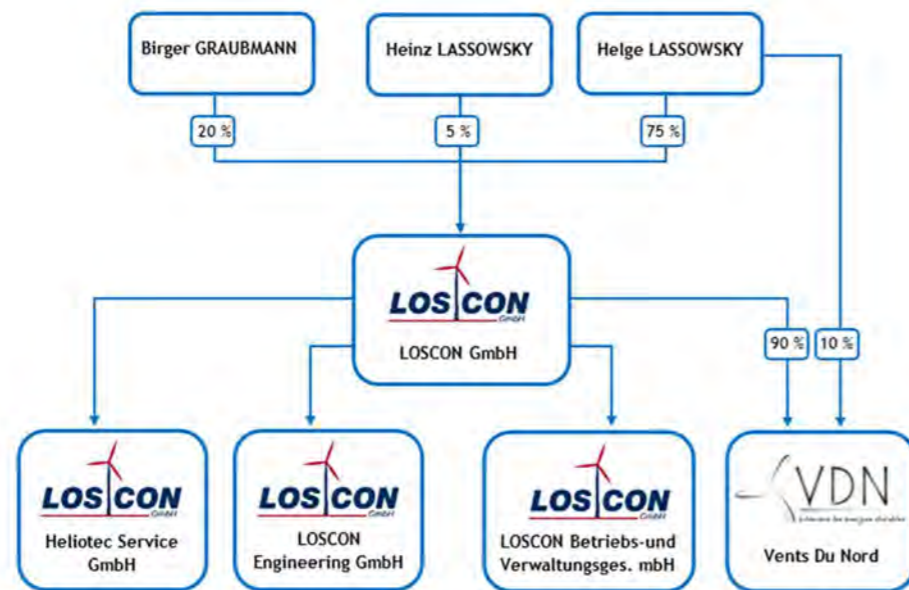 Birger GRAUBMANN
Heinz LASSOWSKY
Helge LASSOWSKY
20 %
5 %
75 %
LOSCON
GmbH
LOSCON GmbH
90 %
10 %
LOSCON
GmbH
Heliotec Service
GmbH
LOSCON
GmbH
LOSCON
Engineering GmbH
LOSCON
GmbH
LOSCON Betriebs-und
Verwaltungsges. mbH
VDN
Vents Du Nord